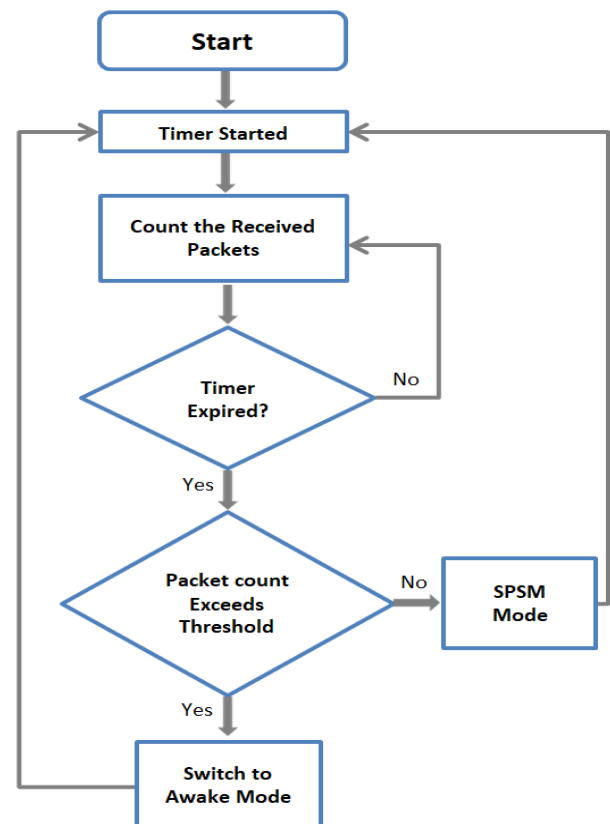 Start
Timer Started
Count the Received
Packets
Timer
Expired?
No
Yes
Packet count
Exceeds
Threshold
No
SPSM
Mode
Yes
Switch to
Awake Mode